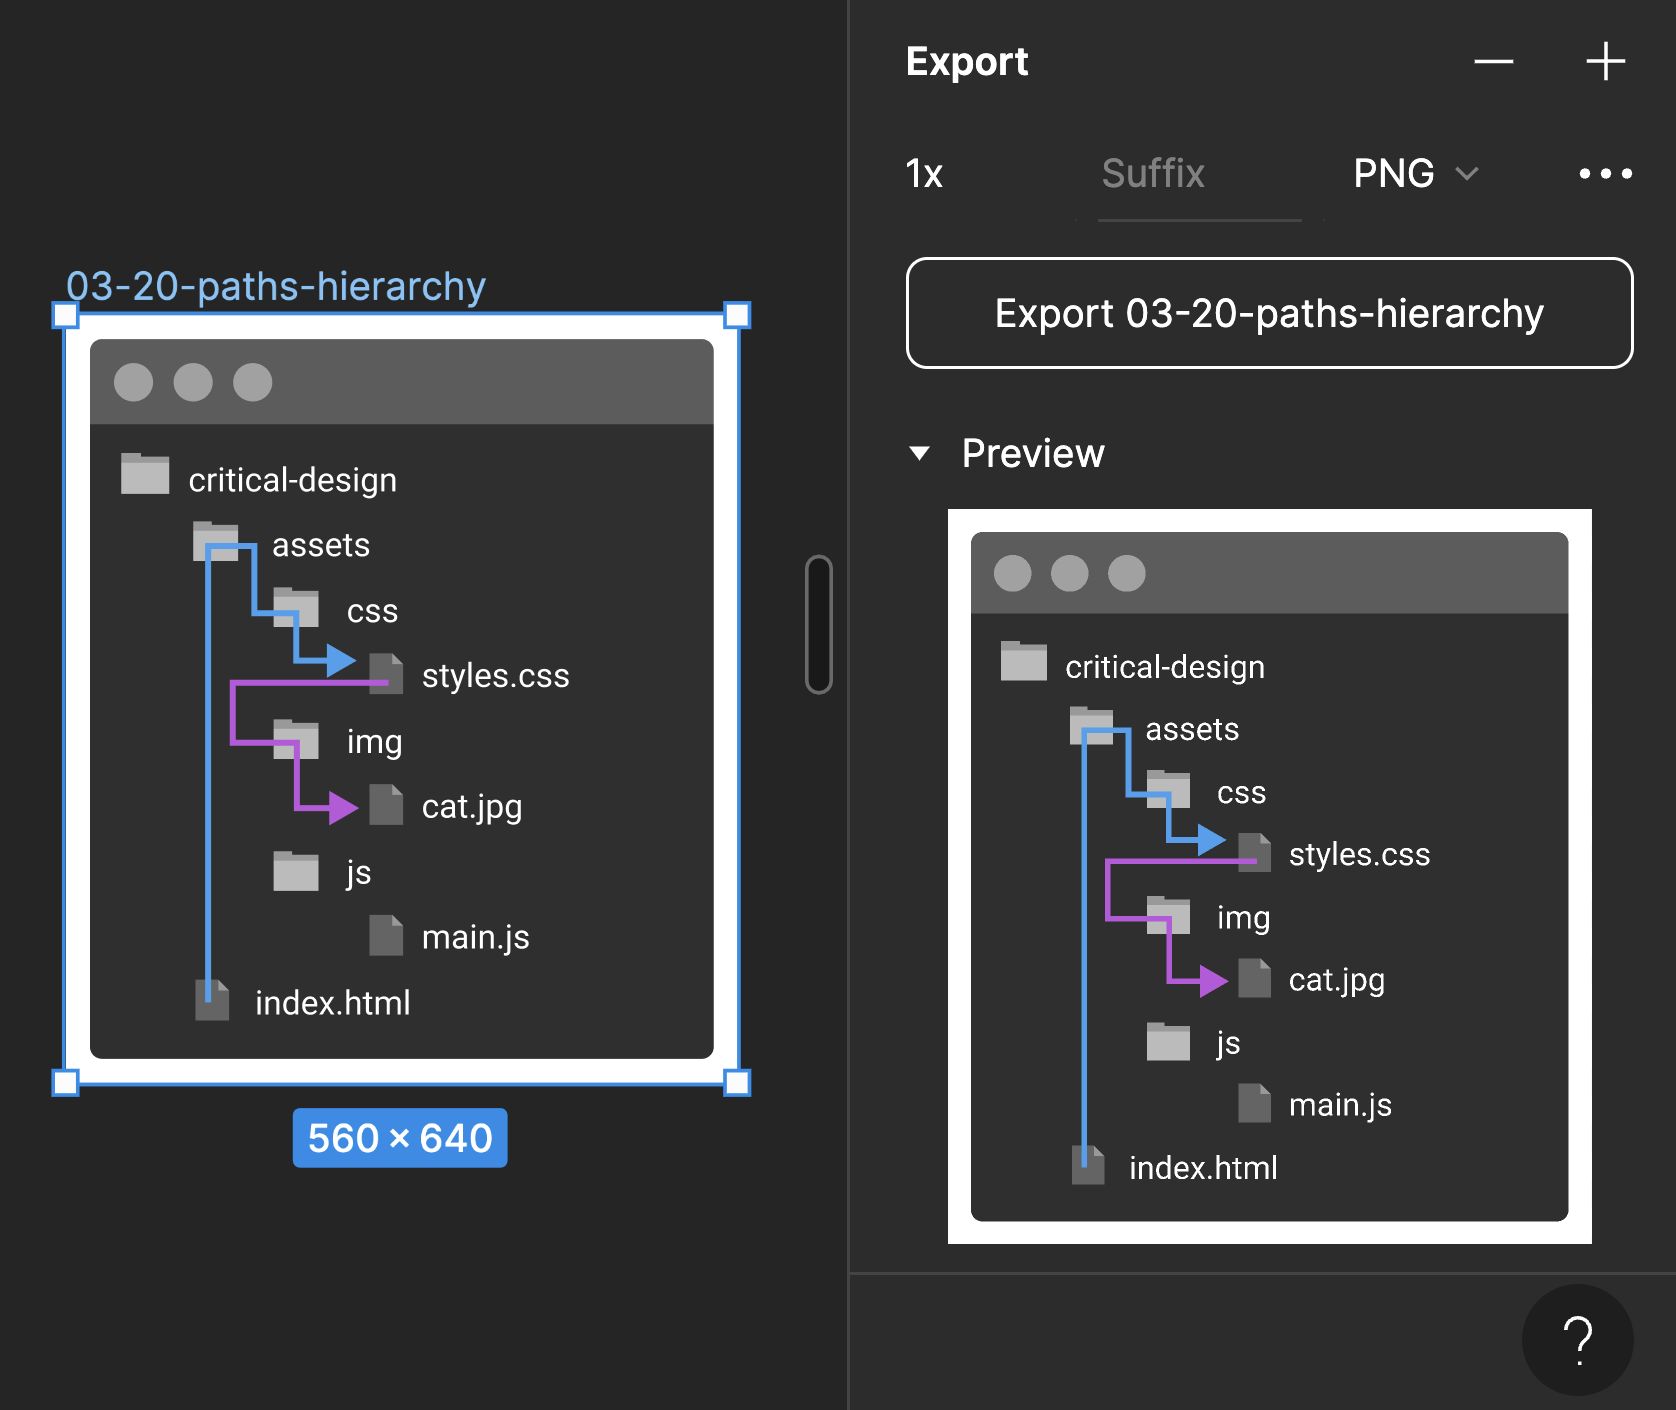 03-20-paths-hierarchy
critical-design
assets
css
styles.css
img
cat.jpg
js
main.js
index.html
560 × 640
Export
1x
Suffix
PNG
Export 03-20-paths-hierarchy
Preview
critical-design
assets
css
styles.css
img
cat.jpg
js
main.js
index.html
?